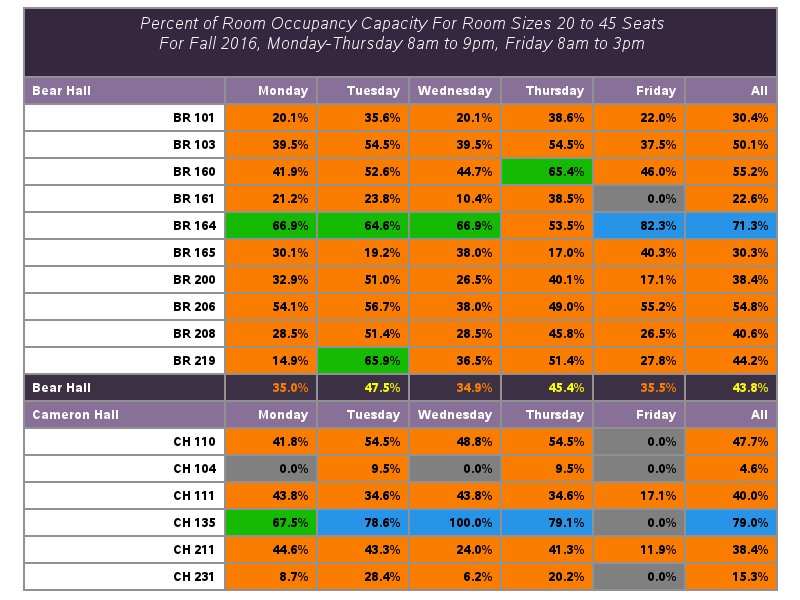 Percent of Room Occupancy Capacity For Room Sizes 20 to 45 Seats
For Fall 2016, Monday-Thursday 8am to 9pm, Friday 8am to 3pm
Bear Hall Monday Tuesday Wednesday Thursday Friday All
BR 101 20.1% 35.6% 20.1% 38.6% 22.0% 30.4%
BR 103 39.5% 54.5% 39.5% 54.5% 37.5% 50.1%
BR 160 41.9% 52.6% 44.7% 65.4% 46.0% 55.2%
BR 161 21.2% 23.8% 10.4% 38.5% 0.0% 22.6%
BR 164 66.9% 64.6% 66.9% 53.5% 82.3% 71.3%
BR 165 30.1% 19.2% 38.0% 17.0% 40.3% 30.3%
BR 200 32.9% 51.0% 26.5% 40.1% 17.1% 38.4%
BR 206 54.1% 56.7% 38.0% 49.0% 55.2% 54.8%
BR 208 28.5% 51.4% 28.5% 45.8% 26.5% 40.6%
BR 219 14.9% 65.9% 36.5% 51.4% 27.8% 44.2%
Bear Hall 35.0% 47.5% 34.9% 45.4% 35.5% 43.8%
Cameron Hall Monday Tuesday Wednesday Thursday Friday All
CH 110 41.8% 54.5% 48.8% 54.5% 0.0% 47.7%
CH 104 0.0% 9.5% 0.0% 9.5% 0.0% 4.6%
CH 111 43.8% 34.6% 43.8% 34.6% 17.1% 40.0%
CH 135 67.5% 78.6% 100.0% 79.1% 0.0% 79.0%
CH 211 44.6% 43.3% 24.0% 41.3% 11.9% 38.4%
CH 231 8.7% 28.4% 6.2% 20.2% 0.0% 15.3%